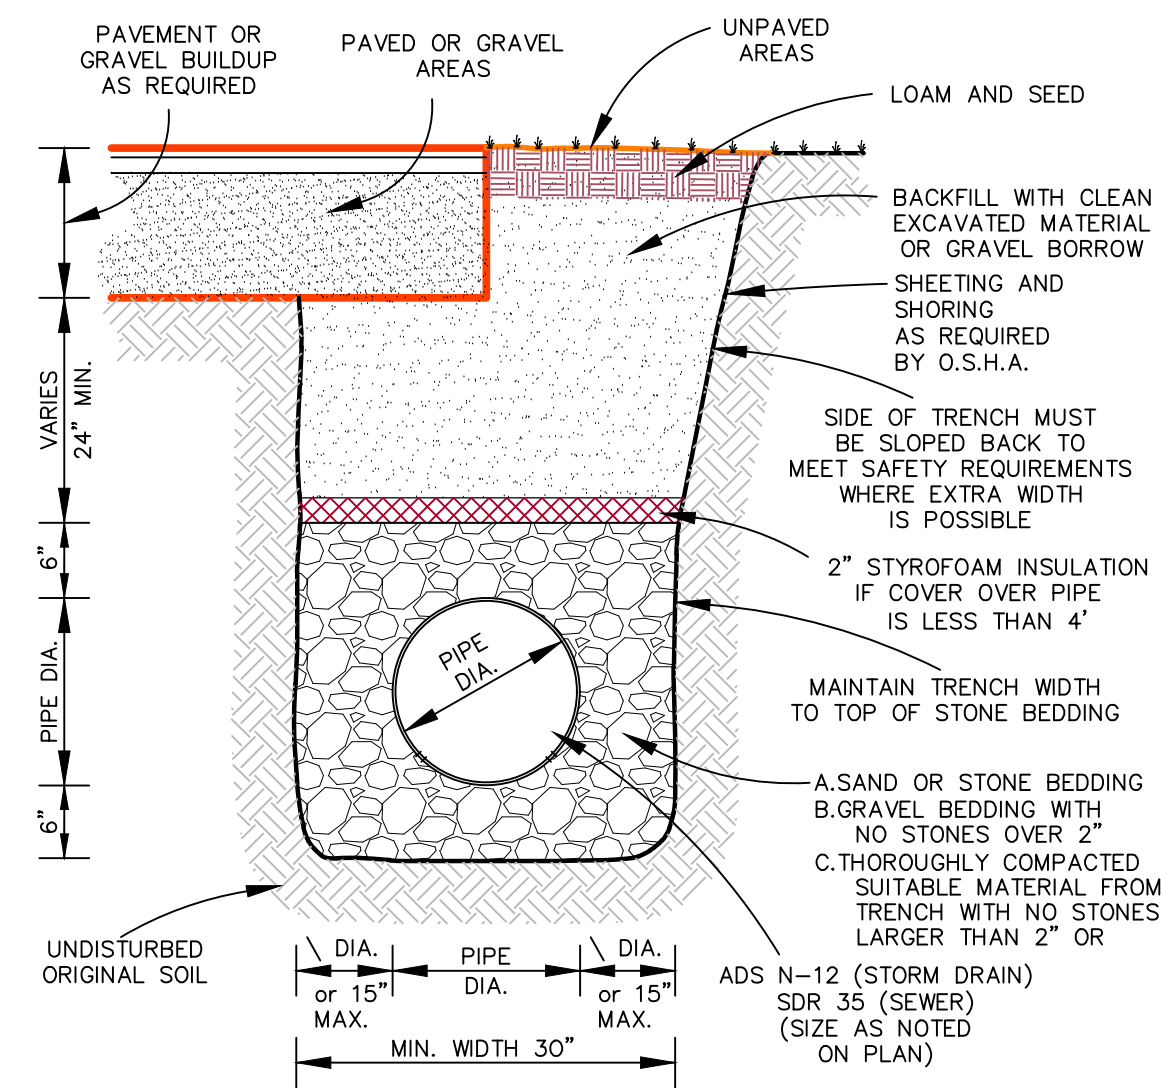 PAVEMENT OR
GRAVEL BUILDUP
AS REQUIRED
PAVED OR GRAVEL
AREAS
UNPAVED
AREAS
LOAM AND SEED
BACKFILL WITH CLEAN
EXCAVATED MATERIAL
OR GRAVEL BORROW
SHEETING AND
SHORING
AS REQUIRED
BY O.S.H.A.
SIDE OF TRENCH MUST
BE SLOPED BACK TO
MEET SAFETY REQUIREMENTS
WHERE EXTRA WIDTH
IS POSSIBLE
2" STYROFOAM INSULATION
IF COVER OVER PIPE
IS LESS THAN 4'
MAINTAIN TRENCH WIDTH
TO TOP OF STONE BEDDING
A.SAND OR STONE BEDDING
B.GRAVEL BEDDING WITH
NO STONES OVER 2"
C.THOROUGHLY COMPACTED
SUITABLE MATERIAL FROM
TRENCH WITH NO STONES
LARGER THAN 2" OR
ADS N-12 (STORM DRAIN)
SDR 35 (SEWER)
(SIZE AS NOTED
ON PLAN)
VARIES
24" MIN.
6"
PIPE DIA.
6"
PIPE
DIA.
UNDISTURBED
ORIGINAL SOIL
\ DIA.
or 15"
MAX.
PIPE
DIA.
\ DIA.
or 15"
MAX.
MIN. WIDTH 30"